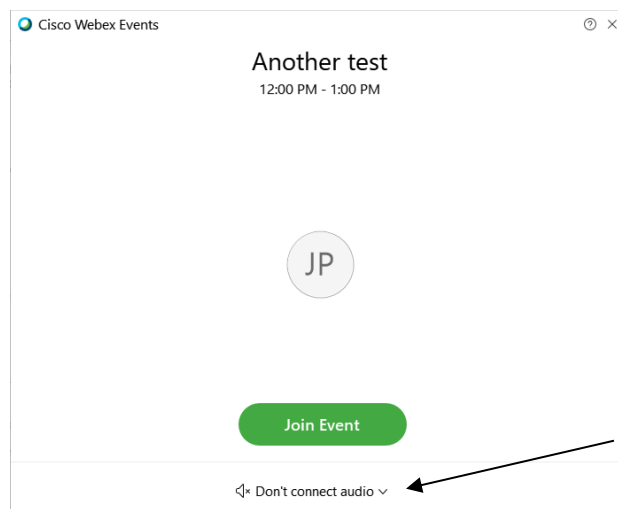 Cisco Webex Events
Another test
12:00 PM - 1:00 PM
JP
Join Event
Don't connect audio